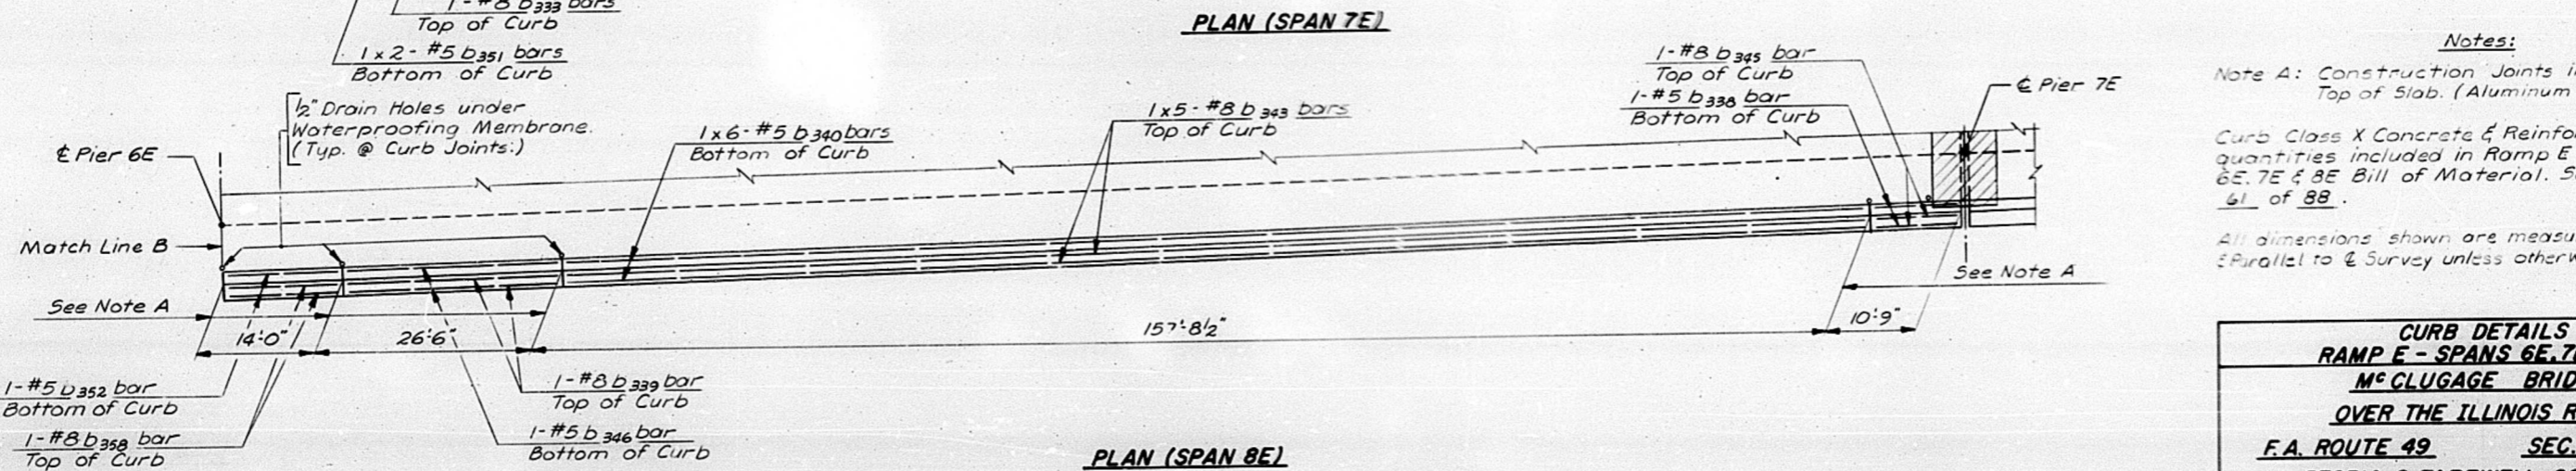 1-#8 b333 bars
Top of Curb
1x2-#5 b351 bars
Bottom of Curb
PLAN (SPAN 7E)
1/2" Drain Holes under
Waterproofing Membrane.
(Typ. @ Curb Joints.)
℄ Pier 6E
1x6-#5 b340 bars
Bottom of Curb
1x5-#8 b343 bars
Top of Curb
1-#8 b345 bar
Top of Curb
1-#5 b338 bar
Bottom of Curb
℄ Pier 7E
Match Line B
See Note A
See Note A
14'-0"
26'-6"
157'-8 1/2"
10'-9"
1-#5 b352 bar
Bottom of Curb
1-#8 b358 bar
Top of Curb
1-#8 b339 bar
Top of Curb
1-#5 b346 bar
Bottom of Curb
PLAN (SPAN 8E)
Notes:
Note A: Construction Joints
Top of Slab. (Aluminum
Curb Class X Concrete &
quantities included in Ramp E
6E, 7E & 8E Bill of Material.
61 of 88.
All dimensions shown are
Parallel to ℄ Survey unless
CURB DETAILS
RAMP E - SPANS 6E,
McCLUGAGE
OVER THE ILLINOIS
F.A. ROUTE 49